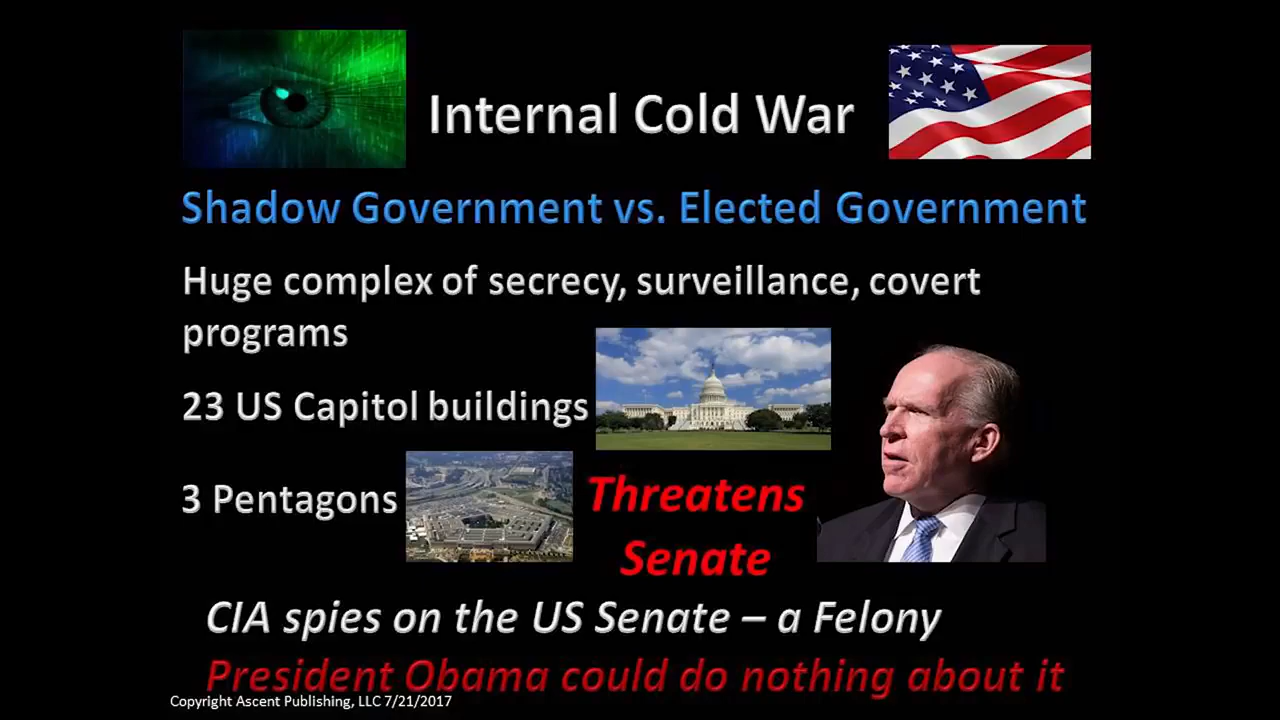 Internal Cold War
Shadow Government vs. Elected Government
Huge complex of secrecy, surveillance, covert
programs
23 US Capitol buildings
3 Pentagons
Threatens
Senate
CIA spies on the US Senate – a Felony
President Obama could do nothing about it
Copyright Ascent Publishing, LLC 7/21/2017